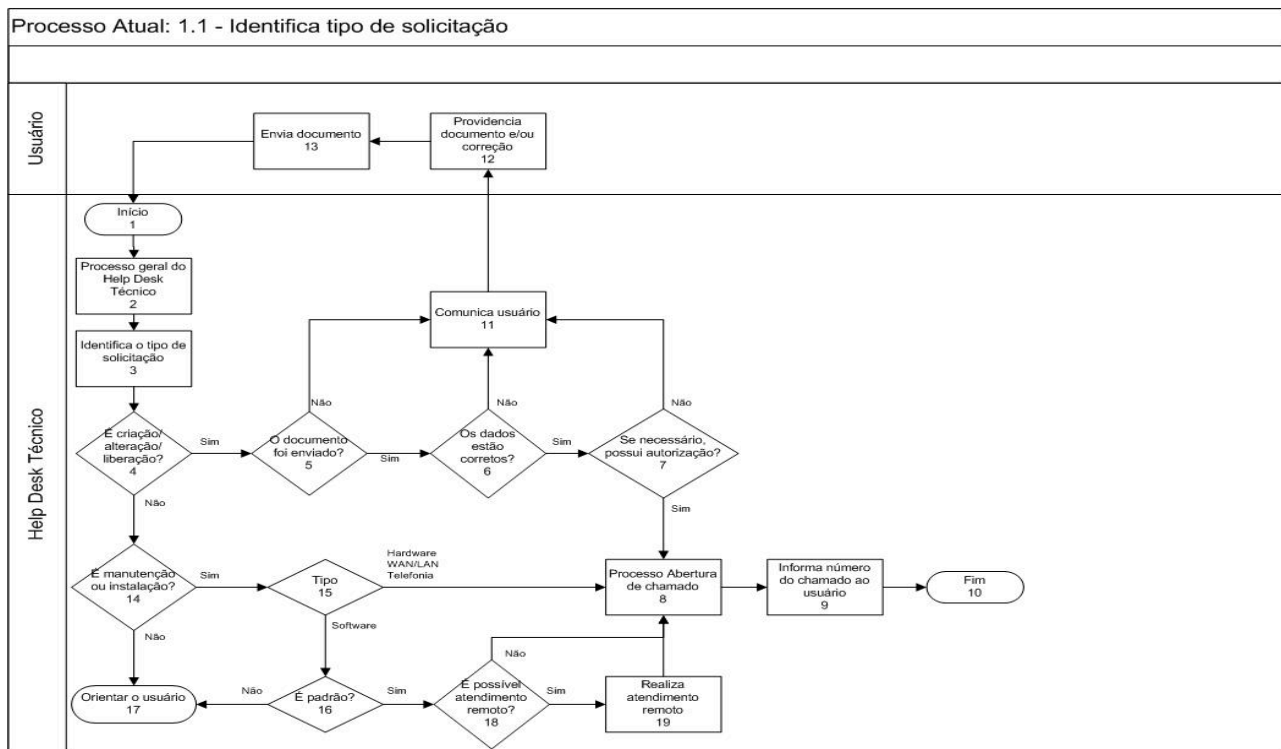 Processo Atual: 1.1 - Identifica tipo de solicitação
Usuário
Envia documento
13
Providencia
documento e/ou
correção
12
Help Desk Técnico
Início
1
Processo geral do
Help Desk
Técnico
2
Identifica o tipo de
solicitação
3
Comunica usuário
11
É criação/
alteração/
liberação?
4
Sim
Não
O documento
foi enviado?
5
Não
Sim
Os dados
estão
corretos?
6
Não
Sim
Se necessário,
possui autorização?
7
Não
Sim
É manutenção
ou instalação?
14
Sim
Não
Tipo
15
Hardware
WAN/LAN
Telefonia
Software
Processo Abertura
de chamado
8
Informa número
do chamado ao
usuário
9
Fim
10
Orientar o usuário
17
Não
É padrão?
16
Sim
É possível
atendimento
remoto?
18
Não
Sim
Realiza
atendimento
remoto
19